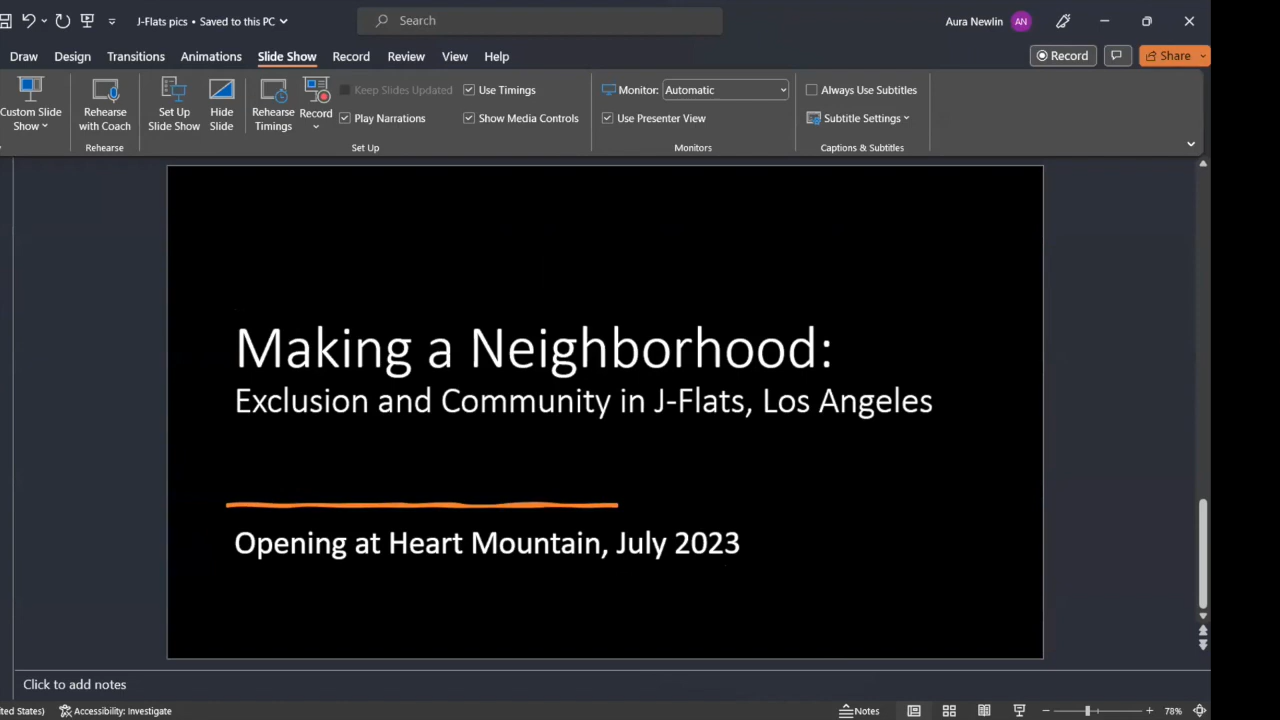 J-Flats pics • Saved to this PC
Search
Aura Newlin AN
Draw Design Transitions Animations Slide Show Record Review View Help
Record
Share
Custom Slide
Show
Rehearse
with Coach
Rehearse
Set Up
Slide Show
Hide
Slide
Rehearse
Timings
Record
Keep Slides Updated
Play Narrations
Use Timings
Show Media Controls
Set Up
Monitor: Automatic
Use Presenter View
Monitors
Always Use Subtitles
Subtitle Settings
Captions & Subtitles
Making a Neighborhood:
Exclusion and Community in J-Flats, Los Angeles
Opening at Heart Mountain, July 2023
Click to add notes
ted States) Accessibility: Investigate Notes 78%